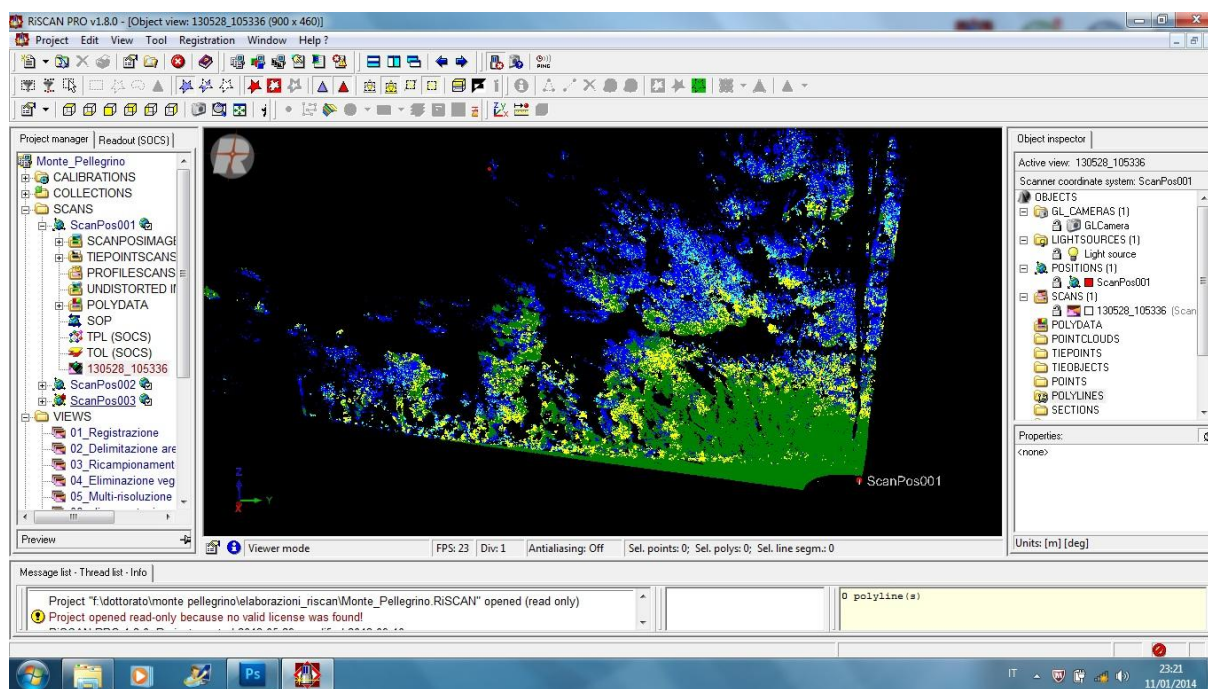 RiSCAN PRO v1.8.0 - [Object view: 130528_105336 (900 x 460)]
Project Edit View Tool Registration Window Help ?
PING
Project manager Readout (SOCS)
Monte_Pellegrino
CALIBRATIONS
COLLECTIONS
SCANS
ScanPos001
SCANPOSIMAGE
TIEPOINTSCANS
PROFILESCANS
UNDISTORTED I
POLYDATA
SOP
TPL (SOCS)
TOL (SOCS)
130528_105336
ScanPos002
ScanPos003
VIEWS
01_Registrazione
02_Delimitazione are
03_Ricampionament
04_Eliminazione veg
05_Multi-risoluzione
Preview
R
ScanPos001
Z
Y
X
Viewer mode FPS: 23 Div: 1 Antialiasing: Off Sel. points: 0; Sel. polys: 0; Sel. line segm.: 0
Object inspector
Active view: 130528_105336
Scanner coordinate system: ScanPos001
OBJECTS
GL_CAMERAS (1)
GLCamera
LIGHTSOURCES (1)
Light source
POSITIONS (1)
ScanPos001
SCANS (1)
130528_105336 (Scan
POLYDATA
POINTCLOUDS
TIEPOINTS
TIEOBJECTS
POINTS
POLYLINES
SECTIONS
Properties:
<none>
Units: [m] [deg]
Message list - Thread list - Info
Project "f:\dottorato\monte pellegrino\elaborazioni_riscan\Monte_Pellegrino.RiSCAN" opened (read only)
Project opened read-only because no valid license was found!
0 polyline(s)
Ps
IT
23:21
11/01/2014